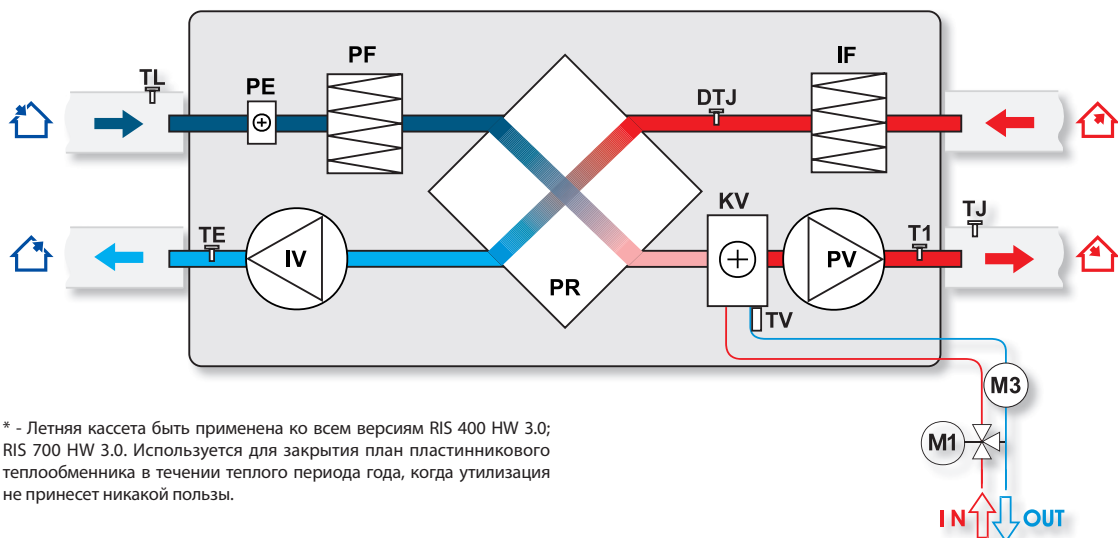 PF
IF
TL
PE
DTJ
KV
TJ
TE
T1
IV
PV
PR
TV
M3
* - Летняя кассета быть применена ко всем версиям RIS 400 HW 3.0;
RIS 700 HW 3.0. Используется для закрытия план пластинникового
теплообменника в течении теплого периода года, когда утилизация
не принесет никакой пользы.
M1
IN
OUT